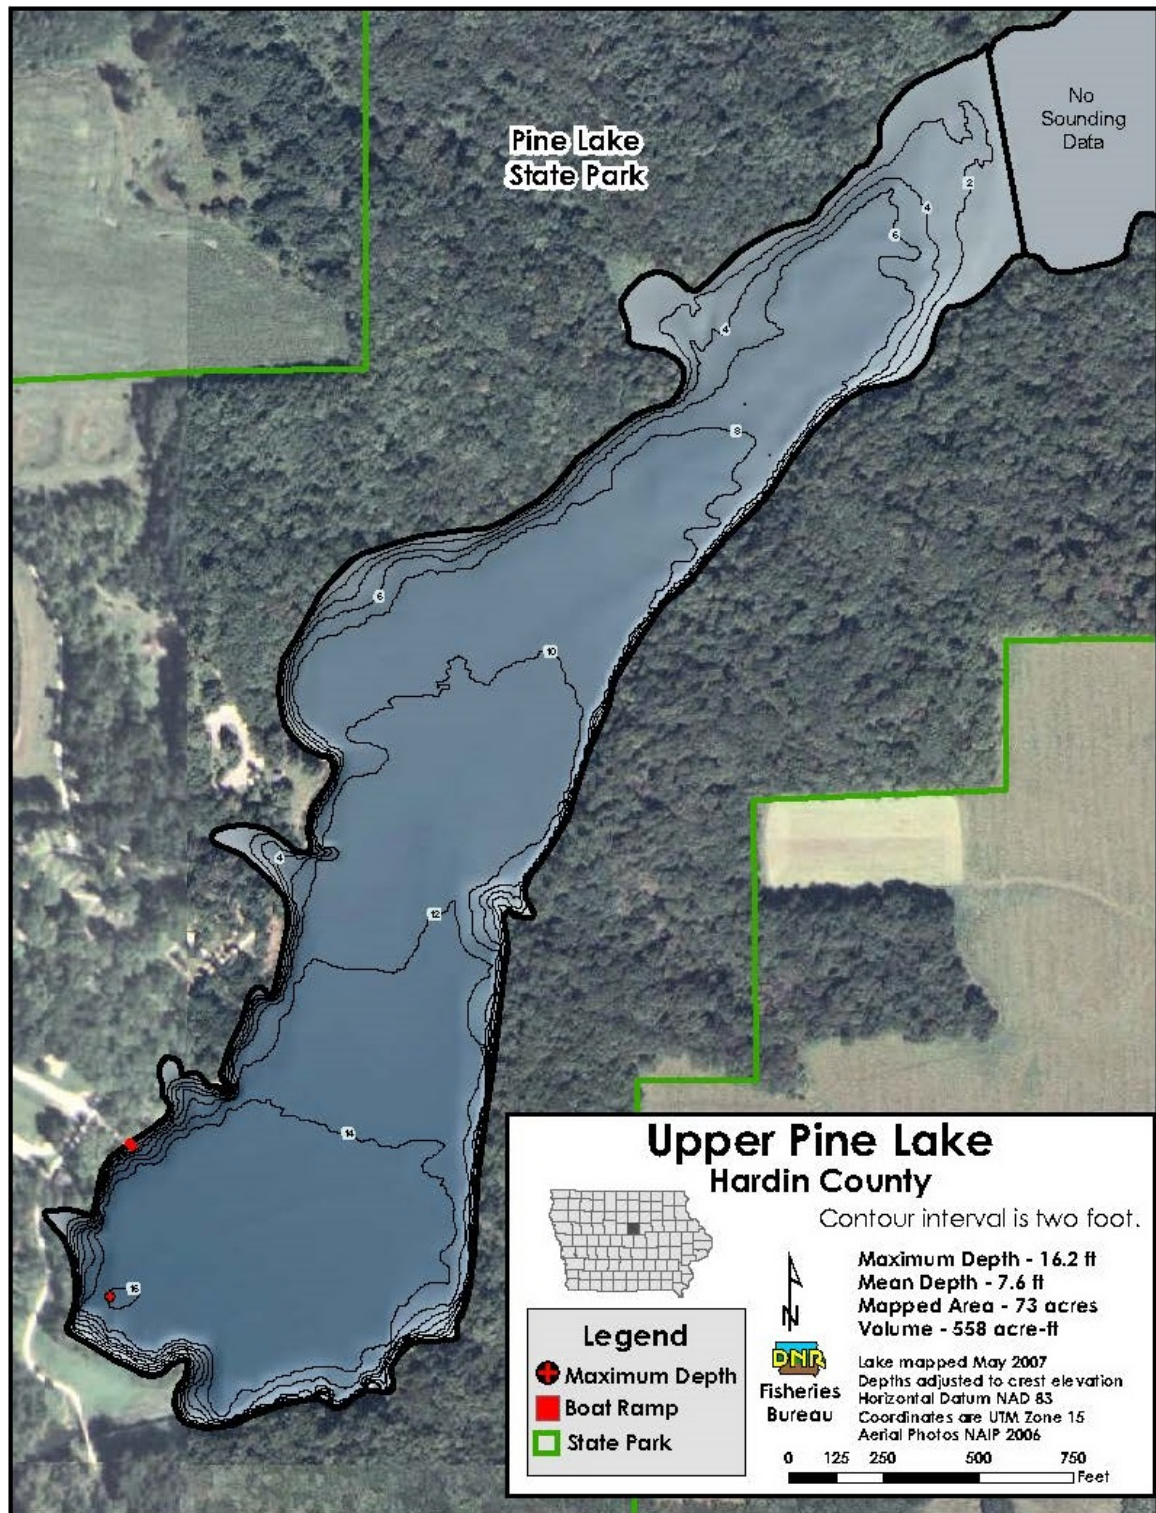 Pine Lake
State Park
No
Sounding
Data
2
4
6
4
8
6
10
4
12
14
16
Upper Pine Lake
Hardin County
Contour interval is two foot.
N
Maximum Depth - 16.2 ft
Mean Depth - 7.6 ft
Mapped Area - 73 acres
Volume - 558 acre-ft
Legend
Maximum Depth
Boat Ramp
State Park
DNR
Fisheries
Bureau
Lake mapped May 2007
Depths adjusted to crest elevation
Horizontal Datum NAD 83
Coordinates are UTM Zone 15
Aerial Photos NAIP 2006
0 125 250 500 750
Feet